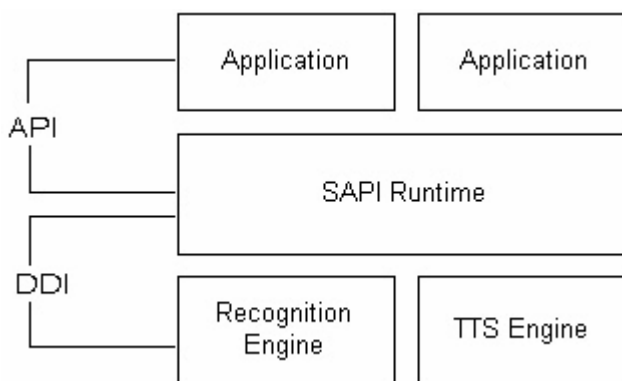 Application
Application
API
SAPI Runtime
DDI
Recognition
Engine
TTS Engine